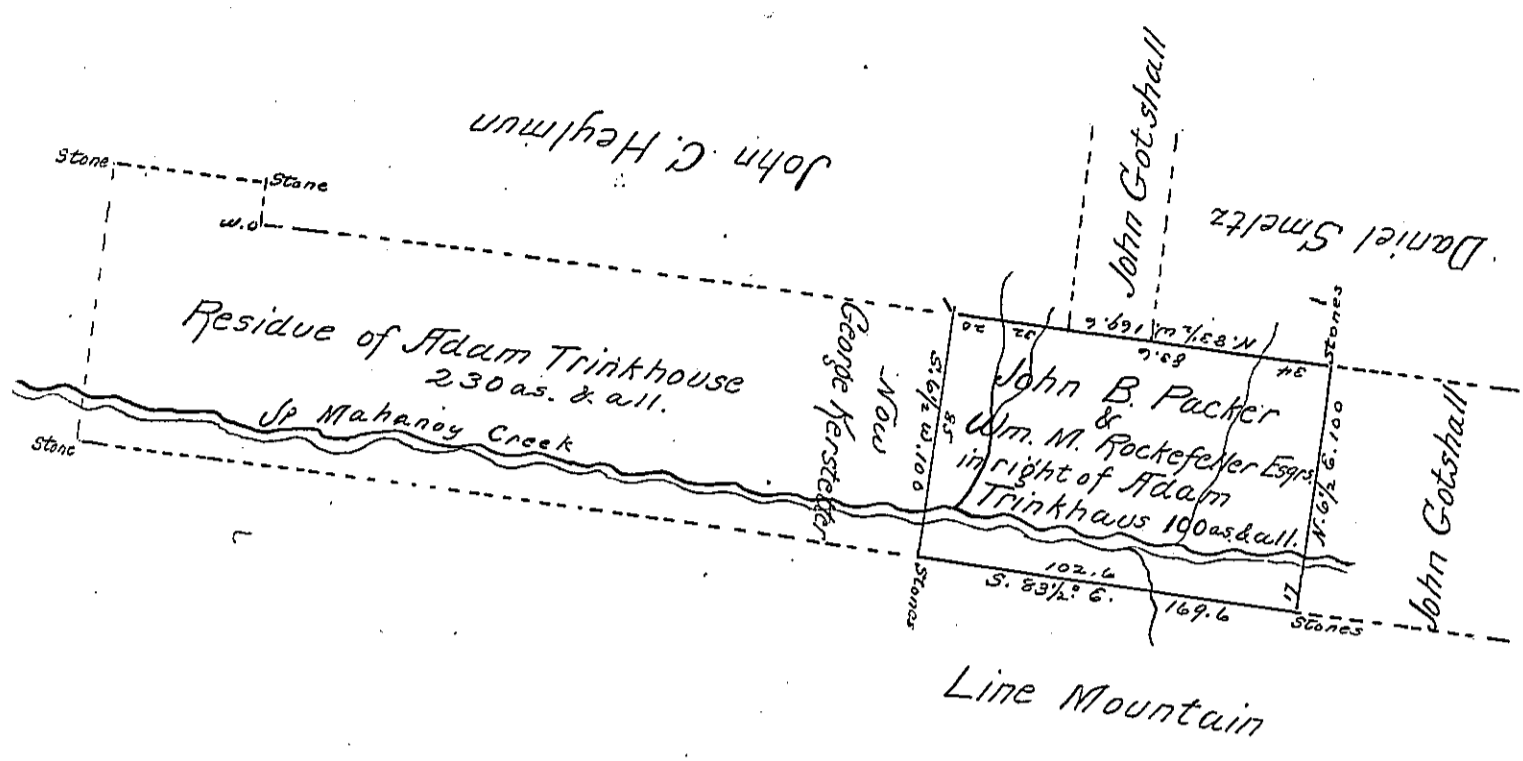 John C. Heylmun
John Gotshall
Daniel Smeltz
Stone
Stone
W.O
Residue of Adam Trinkhouse
230 as. & all.
Mahanoy Creek
Stone
Now
George Kerstetter
S. 6½ W. 100
85
20
32
N. 83½ W. 169.6
83.6
34
Stones
John B. Packer
&
Wm. M. Rockefeller Esqrs.
in right of Adam
Trinkhaus 100 as. & all.
N. 6½ E. 100
17
John Gotshall
102.6
S. 83½° E. 169.6
Stones
Stones
Line Mountain